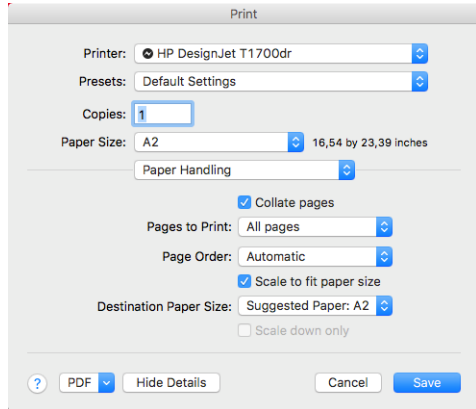 Print
Printer: HP DesignJet T1700dr
Presets: Default Settings
Copies: 1
Paper Size: A2 16,54 by 23,39 inches
Paper Handling
Collate pages
Pages to Print: All pages
Page Order: Automatic
Scale to fit paper size
Destination Paper Size: Suggested Paper: A2
Scale down only
? PDF Hide Details Cancel Save